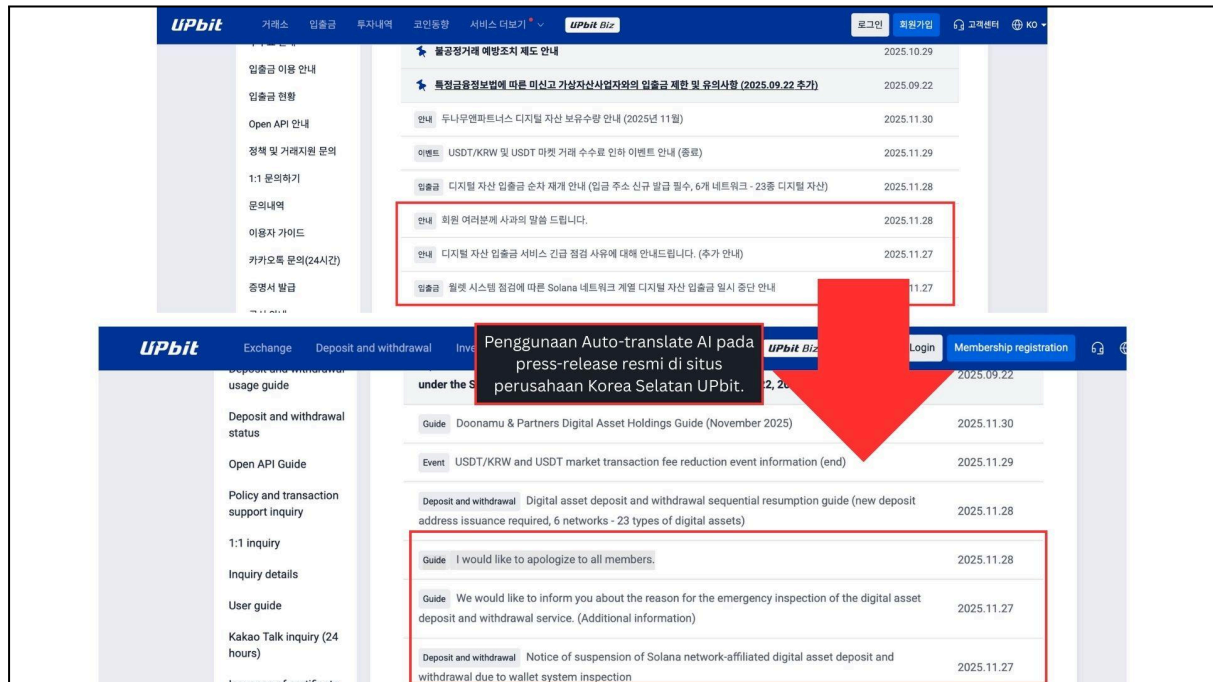 UPbit 거래소 입출금 투자내역 코인동향 서비스 더보기 UPbit Biz 로그인 회원가입 고객센터 KO
불공정거래 예방조치 제도 안내 2025.10.29
입출금 이용 안내
특정금융정보법에 따른 미신고 가상자산사업자와의 입출금 제한 및 유의사항 (2025.09.22 추가) 2025.09.22
입출금 현황
Open API 안내
안내 두나무앤파트너스 디지털 자산 보유수량 안내 (2025년 11월) 2025.11.30
정책 및 거래지원 문의
이벤트 USDT/KRW 및 USDT 마켓 거래 수수료 인하 이벤트 안내 (종료) 2025.11.29
1:1 문의하기
입출금 디지털 자산 입출금 순차 재개 안내 (입금 주소 신규 발급 필수, 6개 네트워크 - 23종 디지털 자산) 2025.11.28
문의내역
안내 회원 여러분께 사과의 말씀 드립니다. 2025.11.28
이용자 가이드
안내 디지털 자산 입출금 서비스 긴급 점검 사유에 대해 안내드립니다. (추가 안내) 2025.11.27
카카오톡 문의(24시간)
증명서 발급
입출금 월렛 시스템 점검에 따른 Solana 네트워크 계열 디지털 자산 입출금 일시 중단 안내 11.27
UPbit Exchange Deposit and withdrawal Inve UPbit Biz Login Membership registration
Penggunaan Auto-translate AI pada
press-release resmi di situs
perusahaan Korea Selatan UPbit.
usage guide
under the S 2025.09.22
Deposit and withdrawal
status
Guide Doonamu & Partners Digital Asset Holdings Guide (November 2025) 2025.11.30
Open API Guide
Event USDT/KRW and USDT market transaction fee reduction event information (end) 2025.11.29
Policy and transaction
support inquiry
Deposit and withdrawal Digital asset deposit and withdrawal sequential resumption guide (new deposit
address issuance required, 6 networks - 23 types of digital assets) 2025.11.28
1:1 inquiry
Guide I would like to apologize to all members. 2025.11.28
Inquiry details
User guide
Guide We would like to inform you about the reason for the emergency inspection of the digital asset
deposit and withdrawal service. (Additional information) 2025.11.27
Kakao Talk inquiry (24
hours)
Deposit and withdrawal Notice of suspension of Solana network-affiliated digital asset deposit and
withdrawal due to wallet system inspection 2025.11.27